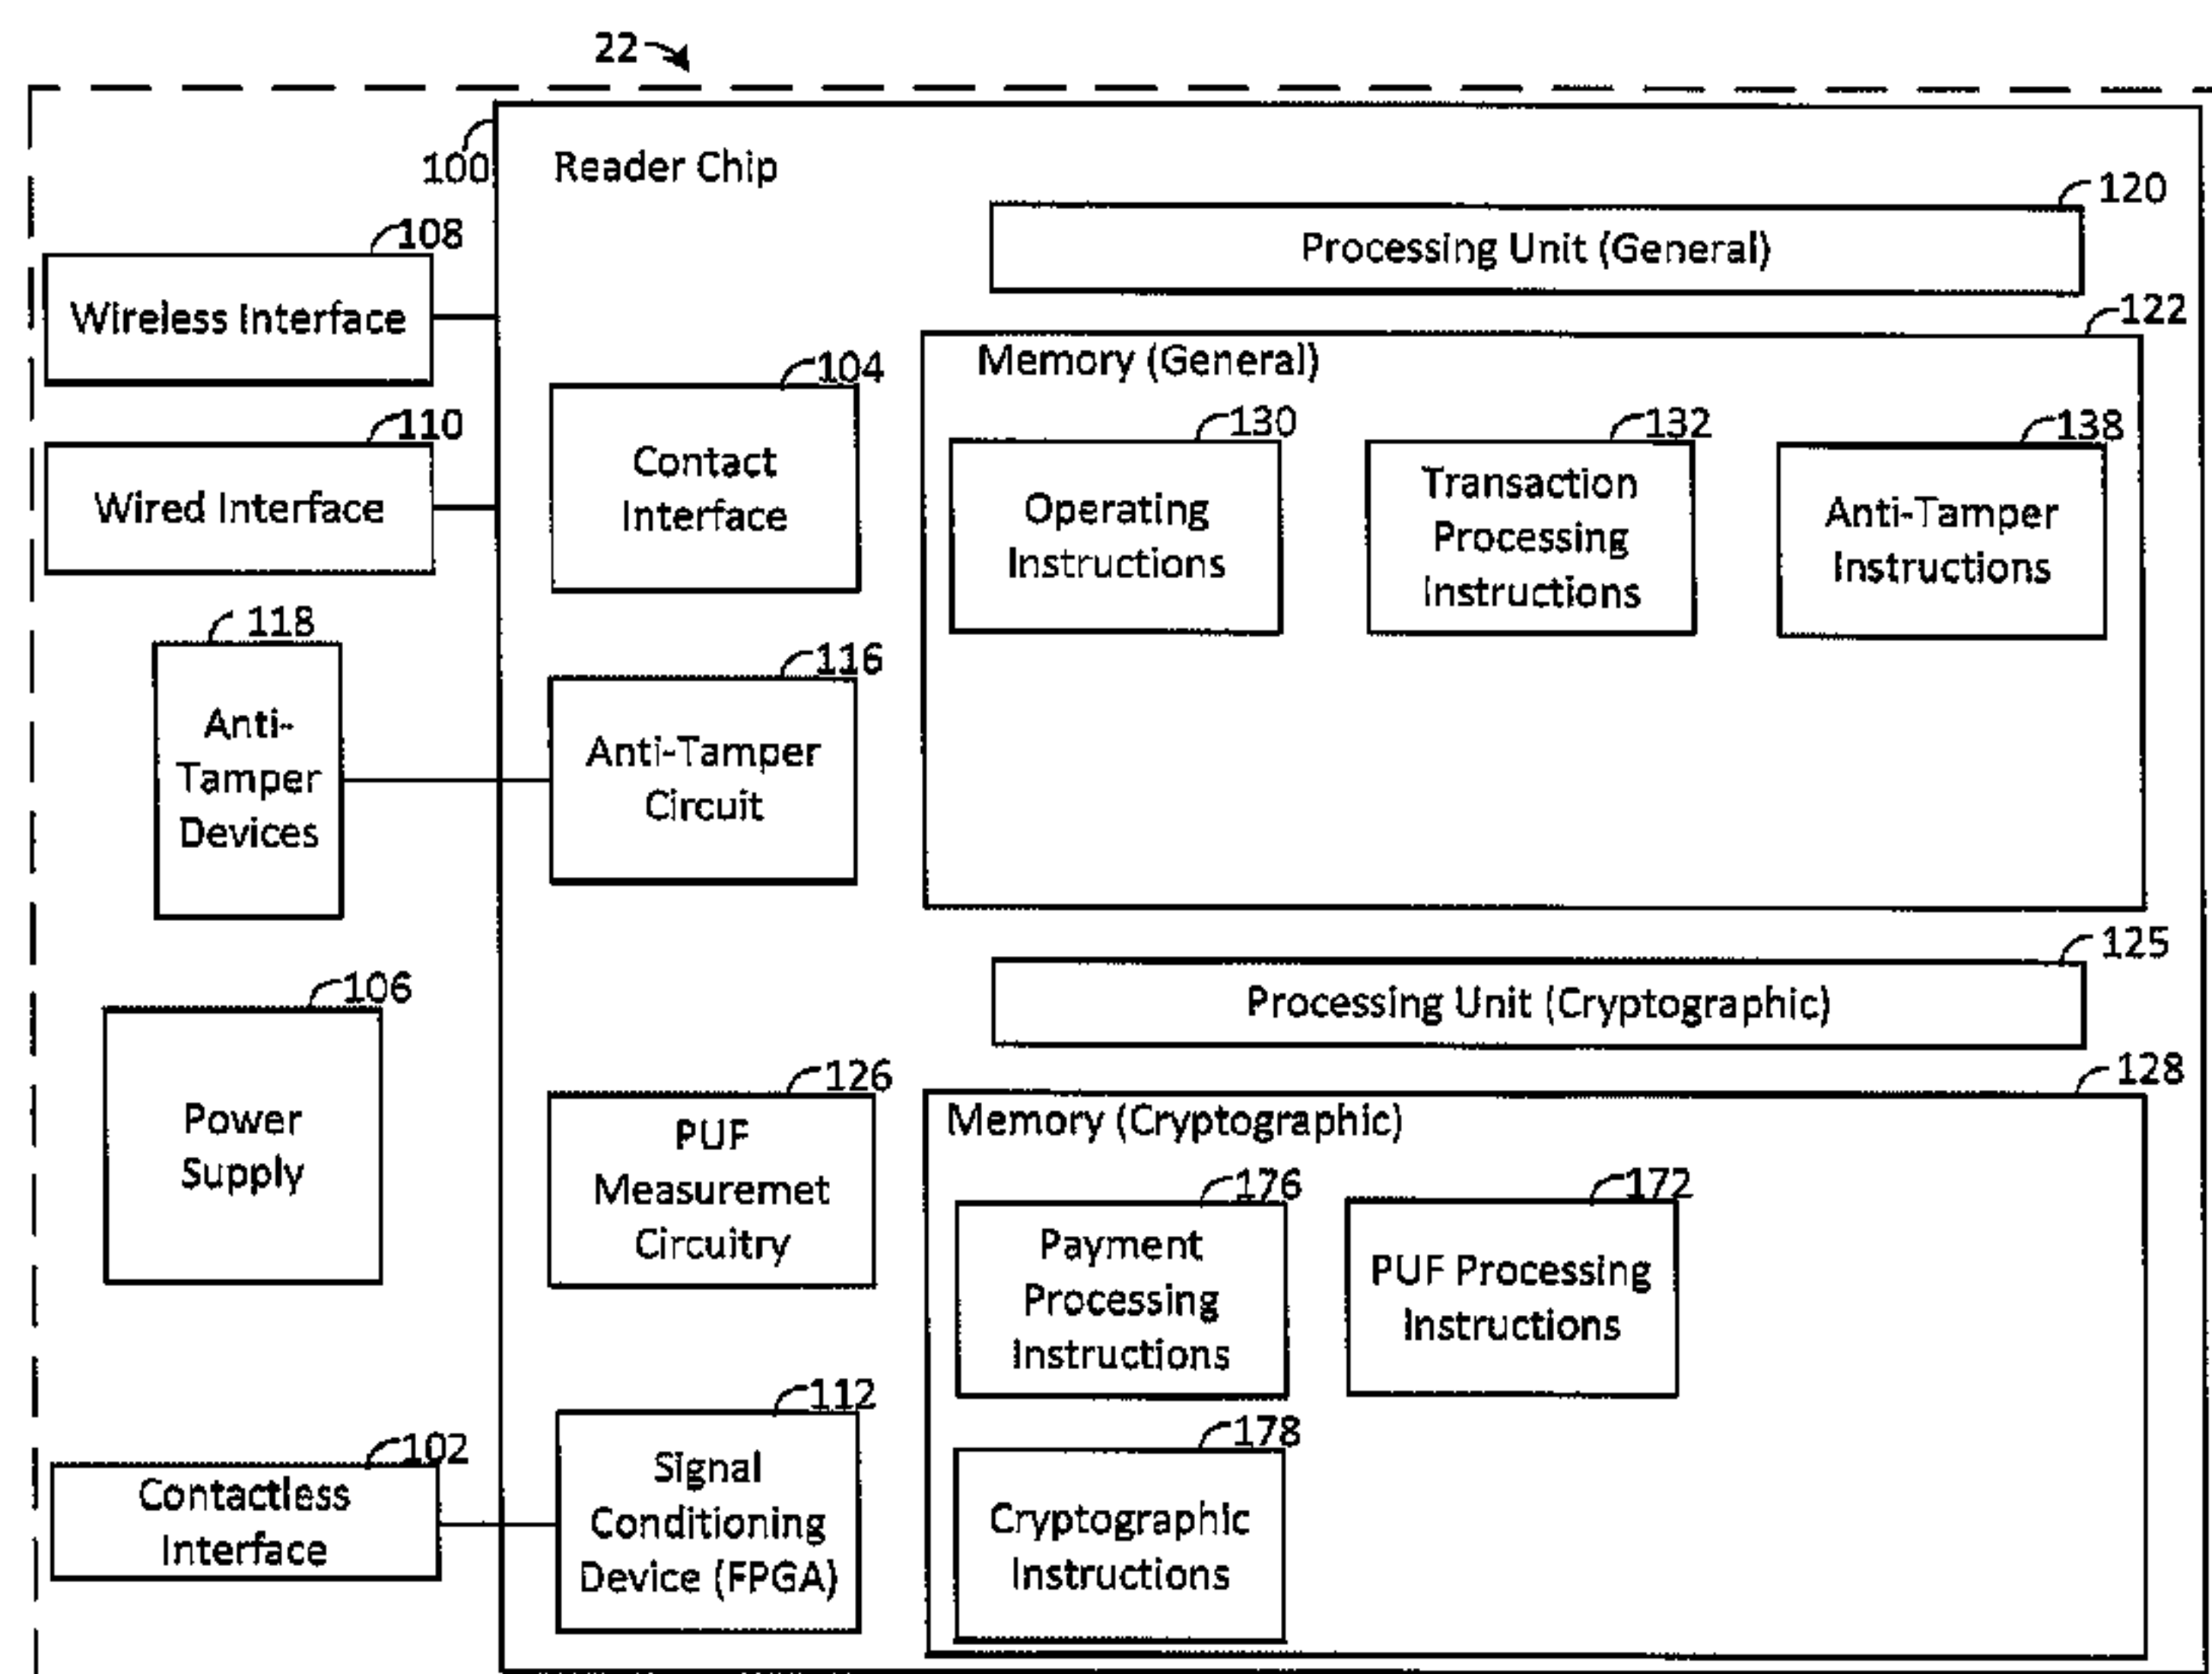 22
100
Reader Chip
120
Processing Unit (General)
108
Wireless Interface
122
Memory (General)
104
Contact
Interface
110
Wired Interface
130
Operating
Instructions
132
Transaction
Processing
Instructions
138
Anti-Tamper
Instructions
118
Anti-
Tamper
Devices
116
Anti-Tamper
Circuit
125
Processing Unit (Cryptographic)
106
Power
Supply
126
PUF
Measuremet
Circuitry
128
Memory (Cryptographic)
176
Payment
Processing
Instructions
172
PUF Processing
Instructions
102
Contactless
Interface
112
Signal
Conditioning
Device (FPGA)
178
Cryptographic
Instructions